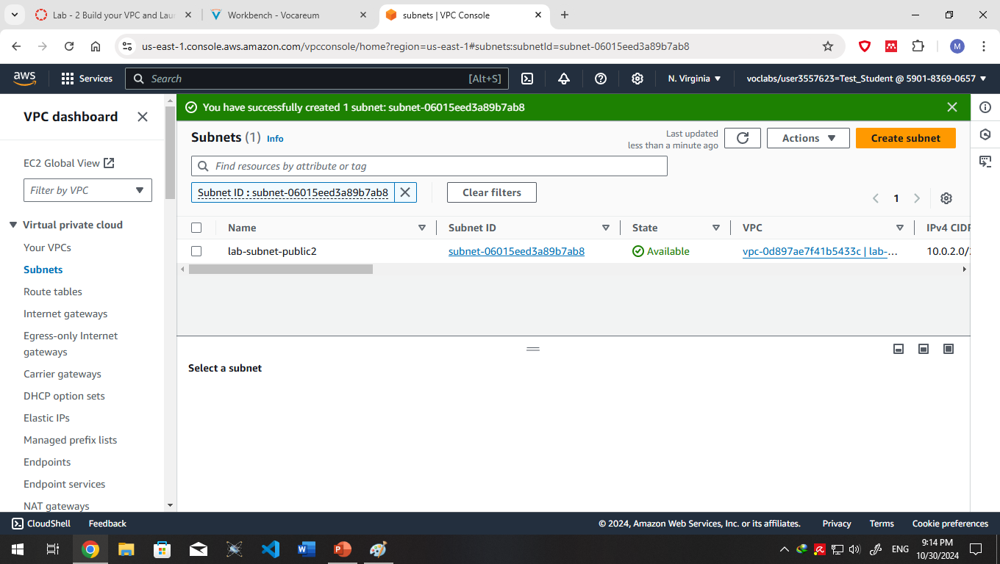 Lab - 2 Build your VPC and Lau
Workbench - Vocareum
subnets | VPC Console
us-east-1.console.aws.amazon.com/vpcconsole/home?region=us-east-1#subnets:subnetId=subnet-06015eed3a89b7ab8
M
aws
Services
Search
[Alt+S]
N. Virginia
voclabs/user3557623=Test_Student @ 5901-8369-0657
VPC dashboard
EC2 Global View
Filter by VPC
Virtual private cloud
Your VPCs
Subnets
Route tables
Internet gateways
Egress-only Internet
gateways
Carrier gateways
DHCP option sets
Elastic IPs
Managed prefix lists
Endpoints
Endpoint services
NAT gateways
You have successfully created 1 subnet: subnet-06015eed3a89b7ab8
Subnets (1) Info
Last updated
less than a minute ago
Actions
Create subnet
Find resources by attribute or tag
Subnet ID : subnet-06015eed3a89b7ab8
Clear filters
1
Name Subnet ID State VPC IPv4 CIDR
lab-subnet-public2 subnet-06015eed3a89b7ab8 Available vpc-0d897ae7f41b5433c | lab-… 10.0.2.0/
Select a subnet
CloudShell Feedback © 2024, Amazon Web Services, Inc. or its affiliates. Privacy Terms Cookie preferences
ENG
9:14 PM
10/30/2024